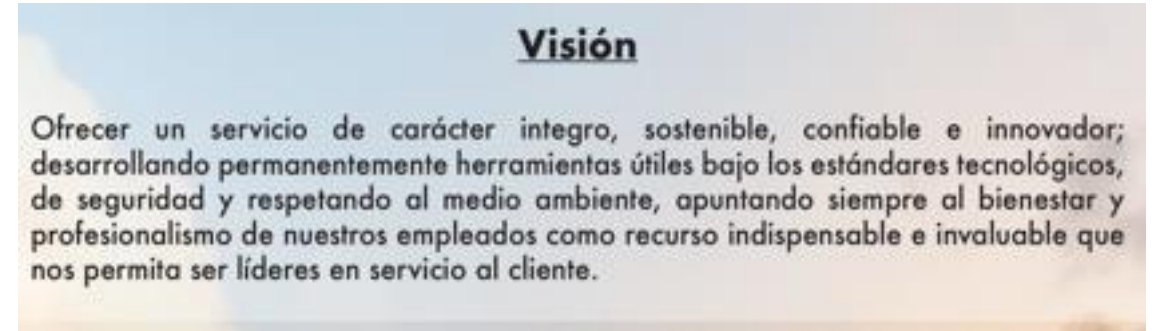 Visión
Ofrecer un servicio de carácter integro, sostenible, confiable e innovador;
desarrollando permanentemente herramientas útiles bajo los estándares tecnológicos,
de seguridad y respetando al medio ambiente, apuntando siempre al bienestar y
profesionalismo de nuestros empleados como recurso indispensable e invaluable que
nos permita ser líderes en servicio al cliente.